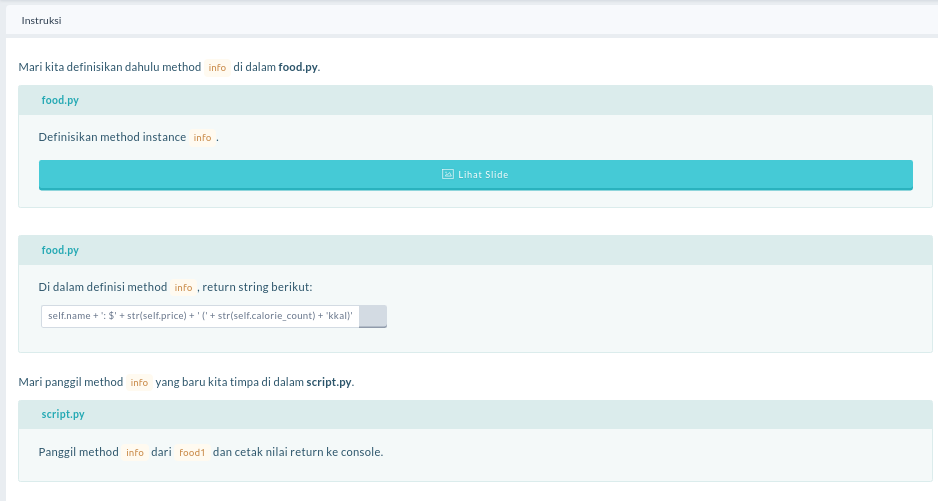 Instruksi
Mari kita definisikan dahulu method info di dalam food.py.
food.py
Definisikan method instance info .
Lihat Slide
food.py
Di dalam definisi method info , return string berikut:
self.name + ': $' + str(self.price) + ' (' + str(self.calorie_count) + 'kkal)'
Mari panggil method info yang baru kita timpa di dalam script.py.
script.py
Panggil method info dari food1 dan cetak nilai return ke console.